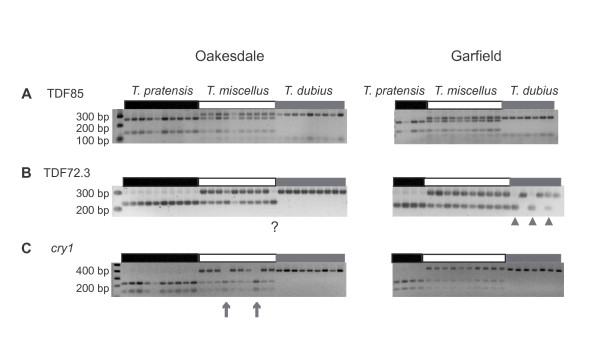 Oakesdale Garfield
A TDF85 T. pratensis T. miscellus T. dubius T. pratensis T. miscellus T. dubius
300 bp
200 bp
100 bp
B TDF72.3
300 bp
200 bp
?
C cry1
400 bp
200 bp